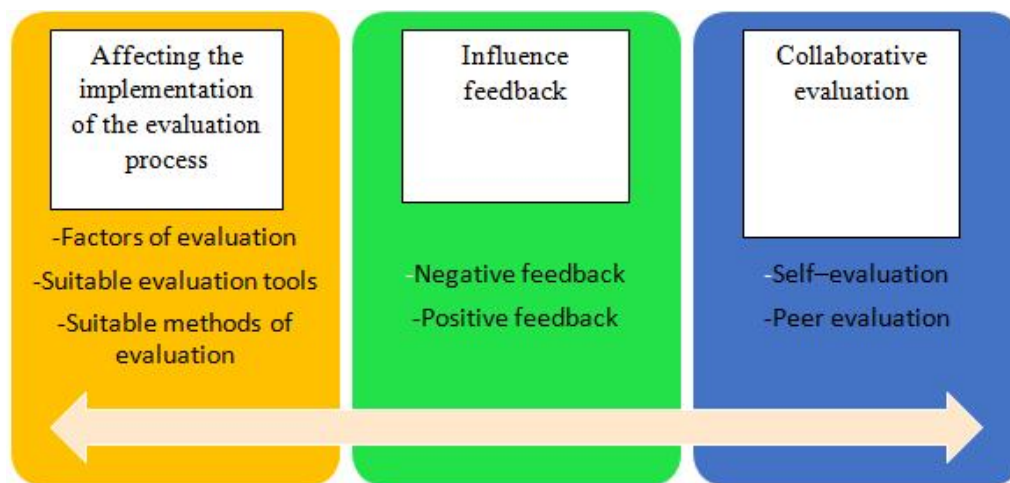 Affecting the
implementation
of the evaluation
process
-Factors of evaluation
-Suitable evaluation tools
-Suitable methods of
evaluation
Influence
feedback
-Negative feedback
-Positive feedback
Collaborative
evaluation
-Self–evaluation
-Peer evaluation